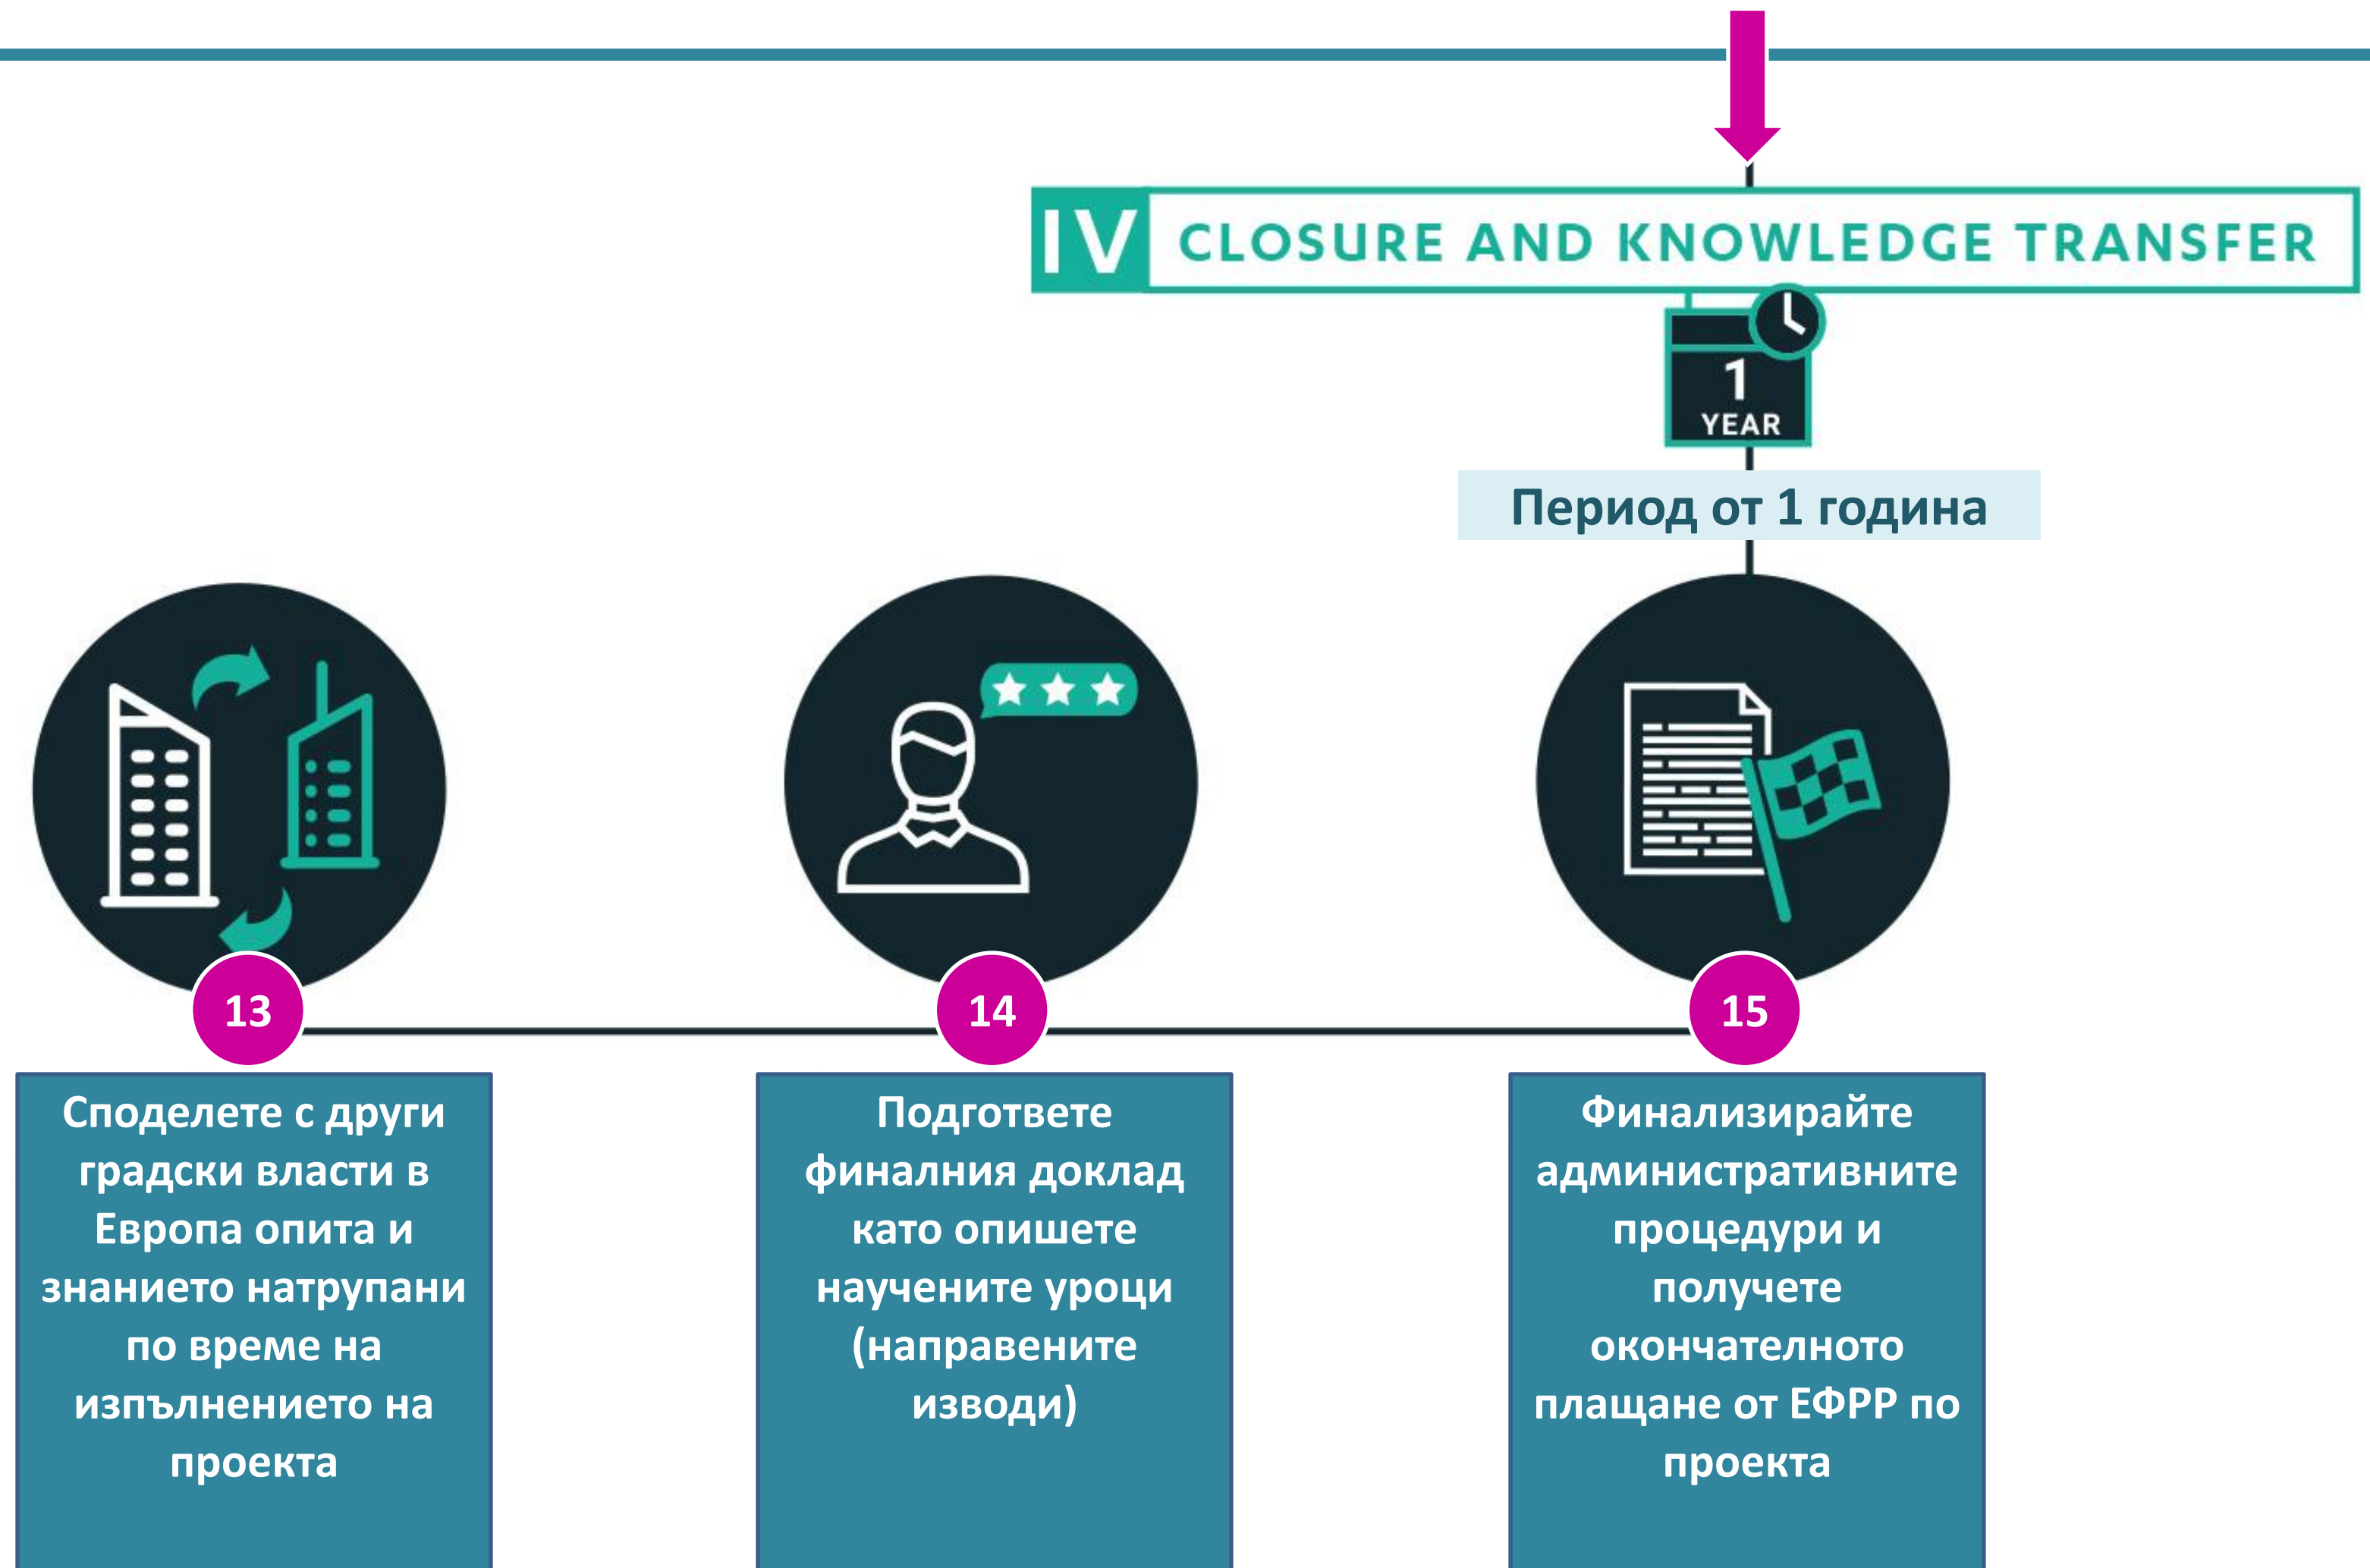 IV CLOSURE AND KNOWLEDGE TRANSFER
1
YEAR
Период от 1 година
13
Споделете с други
градски власти в
Европа опита и
знанието натрупани
по време на
изпълнението на
проекта
14
Подгответе
финалния доклад
като опишете
научените уроци
(направените
изводи)
15
Финализирайте
административните
процедури и
получете
окончателното
плащане от ЕФРР по
проекта